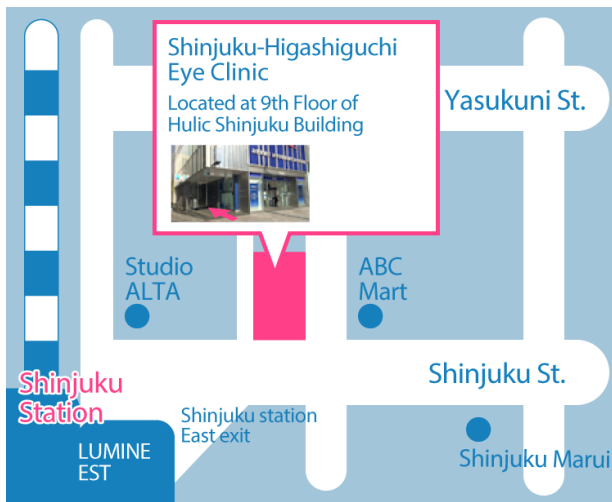 Shinjuku-Higashiguchi
Eye Clinic
Located at 9th Floor of
Hulic Shinjuku Building
Yasukuni St.
Studio
ALTA
ABC
Mart
Shinjuku St.
Shinjuku
Station
Shinjuku station
East exit
LUMINE
EST
Shinjuku Marui